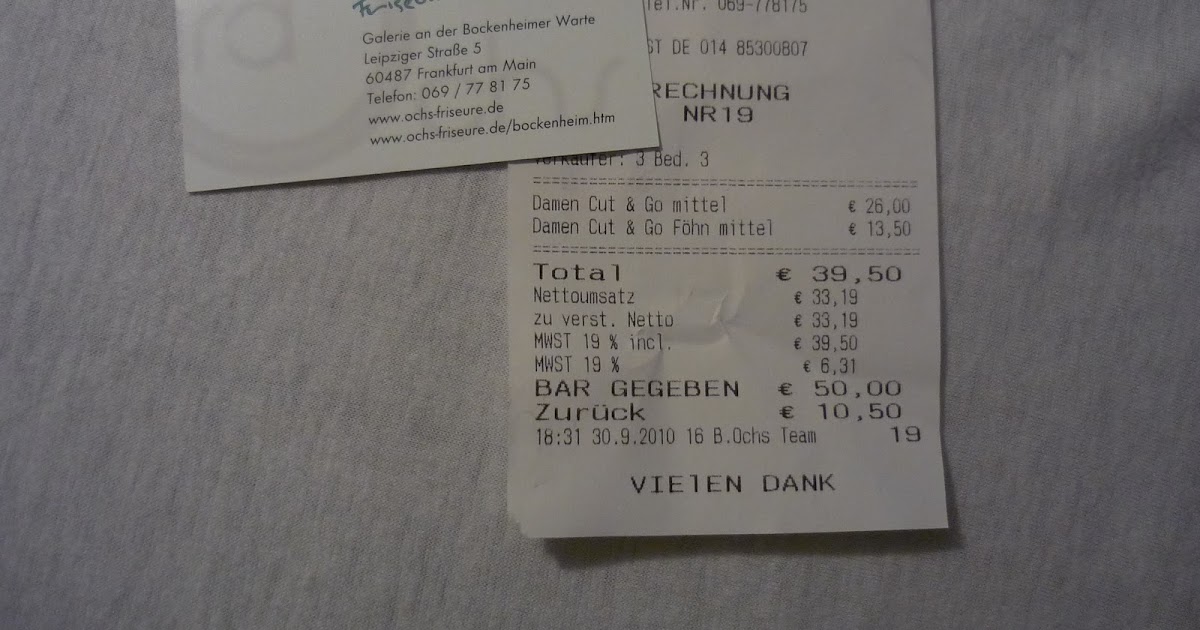 Galerie an der Bockenheimer Warte
Leipziger Straße 5
60487 Frankfurt am Main
Telefon: 069 / 77 81 75
www.ochs-friseure.de
www.ochs-friseure.de/bockenheim.htm
Tel.Nr. 069-778175
ST DE 014 85300807
RECHNUNG
NR19
Verkäufer: 3 Bed. 3
Damen Cut & Go mittel € 26,00
Damen Cut & Go Föhn mittel € 13,50
Total € 39,50
Nettoumsatz € 33,19
zu verst. Netto € 33,19
MWST 19 % incl. € 39,50
MWST 19 % € 6,31
BAR GEGEBEN € 50,00
Zurück € 10,50
18:31 30.9.2010 16 B.Ochs Team 19
VIElEN DANK